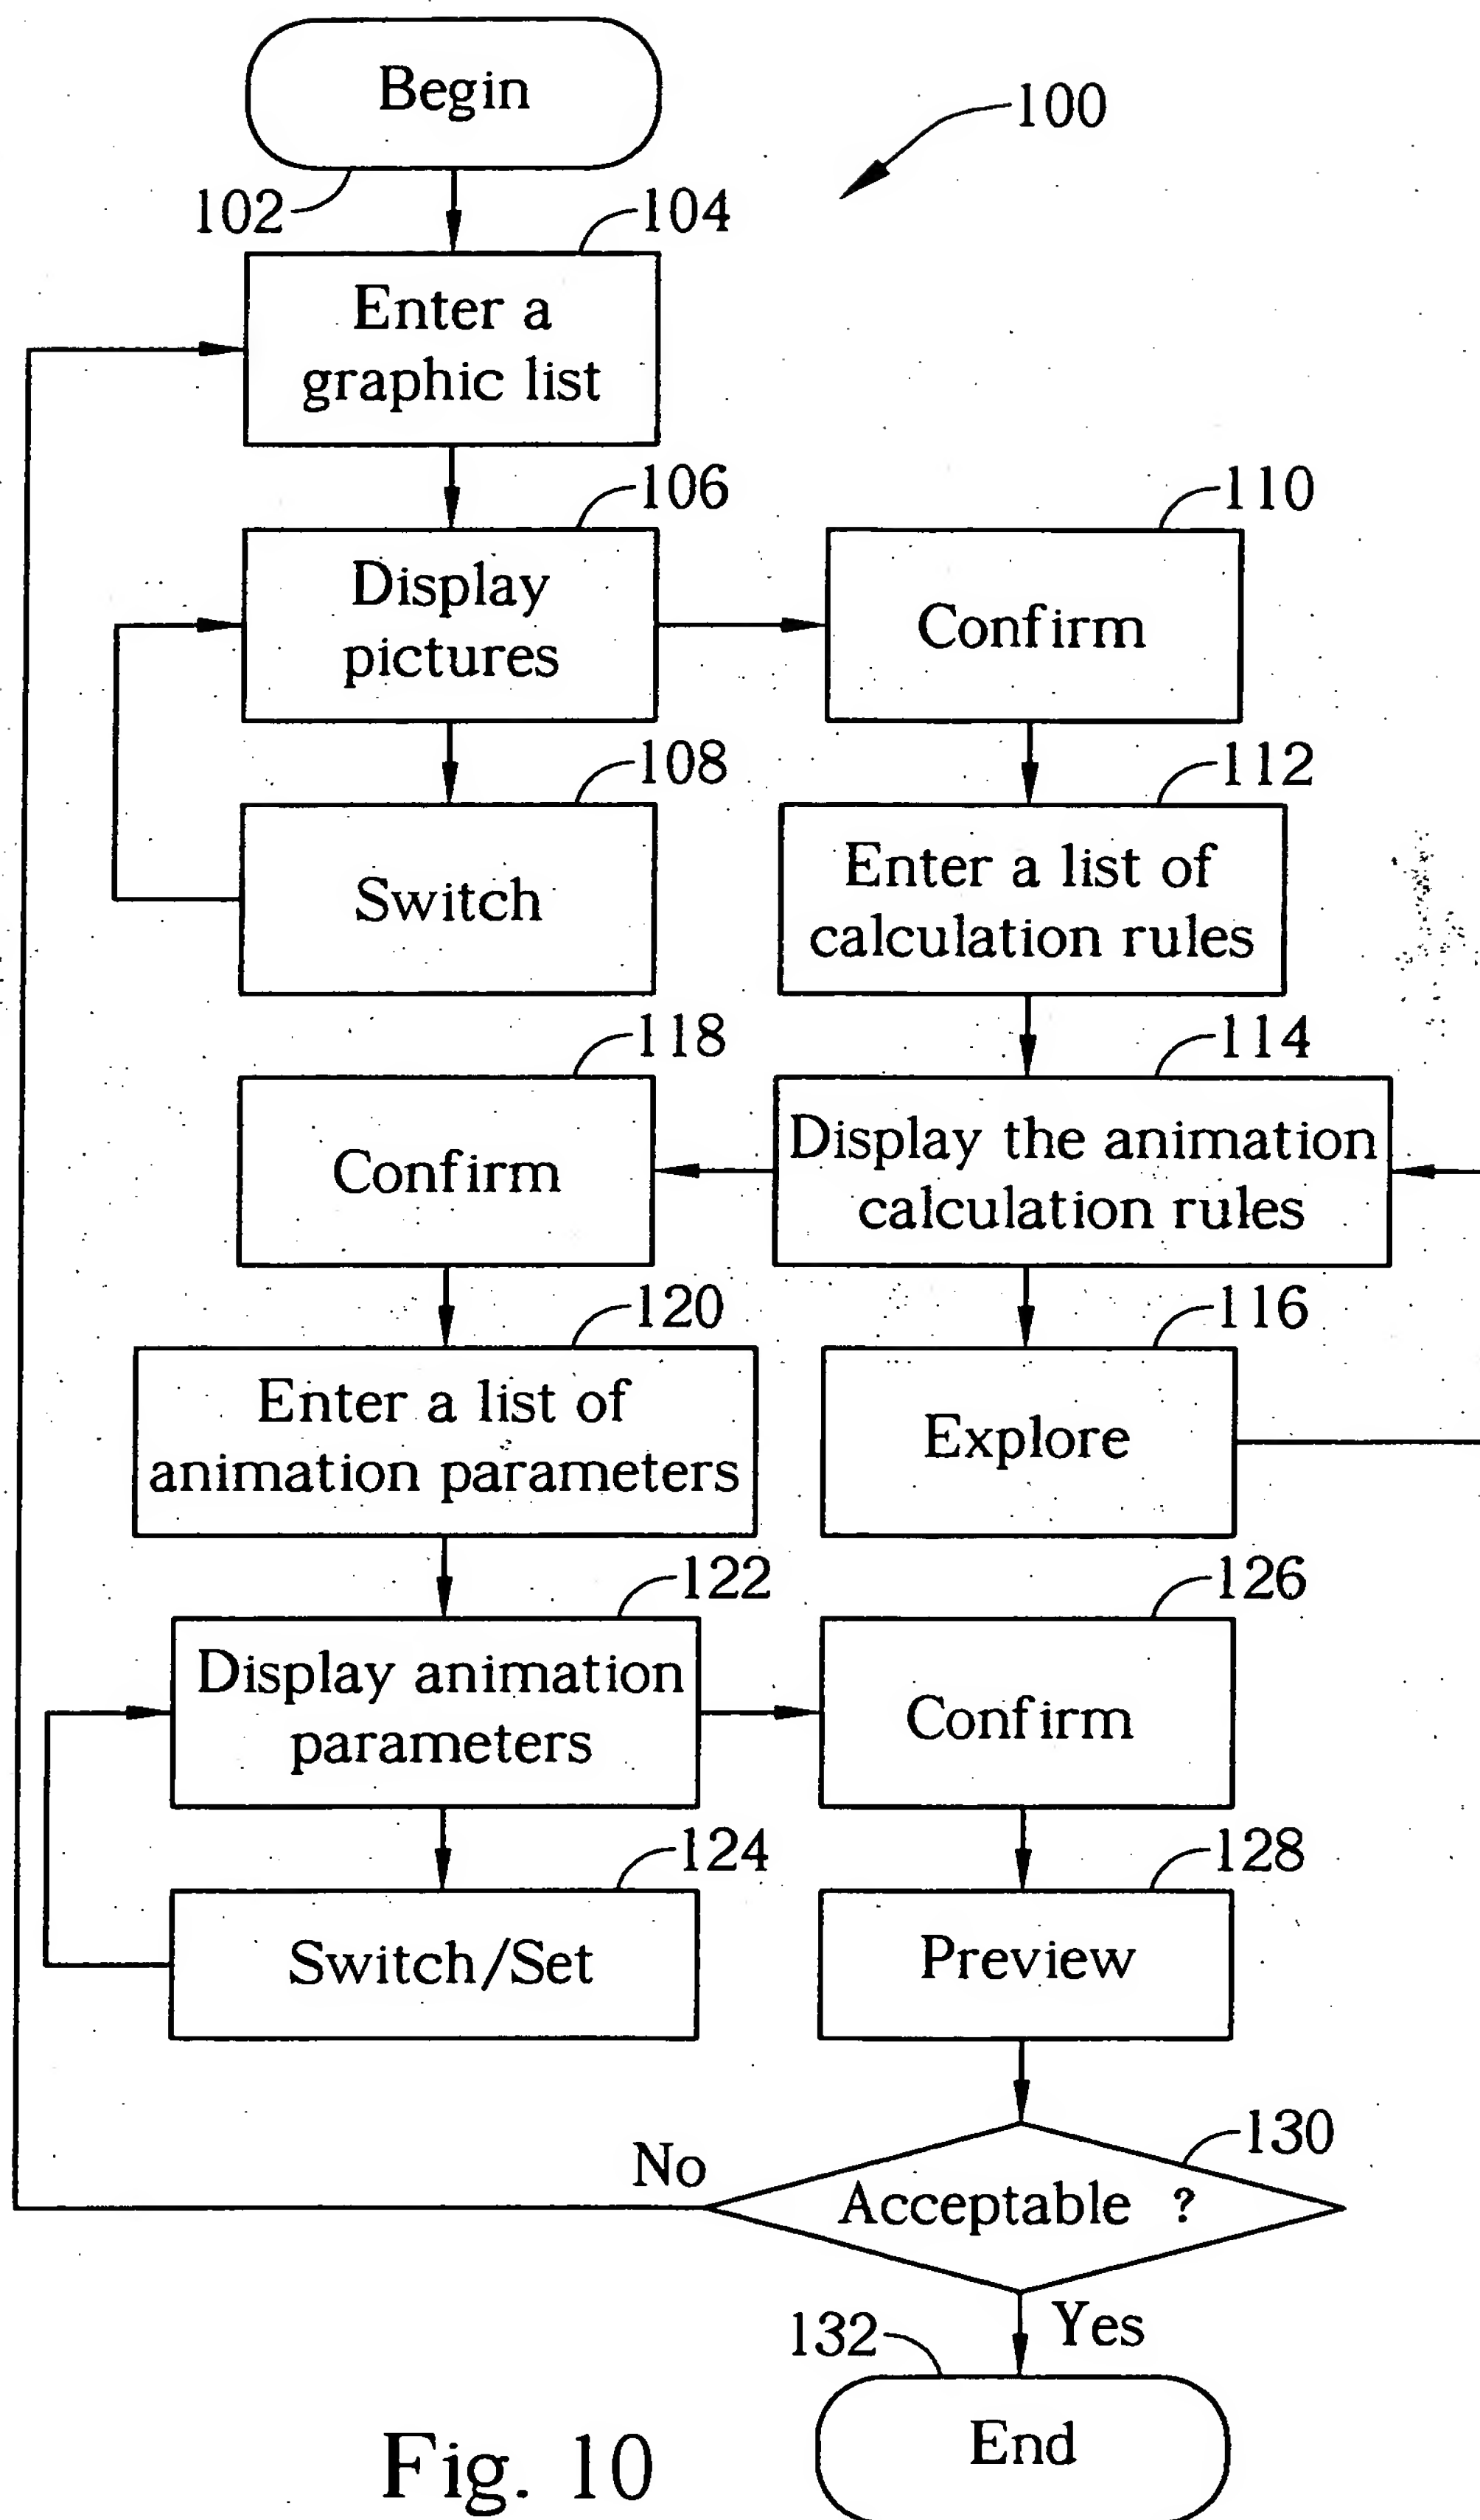 Begin
100
102
104
Enter a
graphic list
106
Display
pictures
110
Confirm
108
Switch
112
Enter a list of
calculation rules
118
Confirm
114
Display the animation
calculation rules
120
Enter a list of
animation parameters
116
Explore
122
Display animation
parameters
126
Confirm
124
Switch/Set
128
Preview
130
No
Acceptable ?
Yes
132
End
Fig. 10